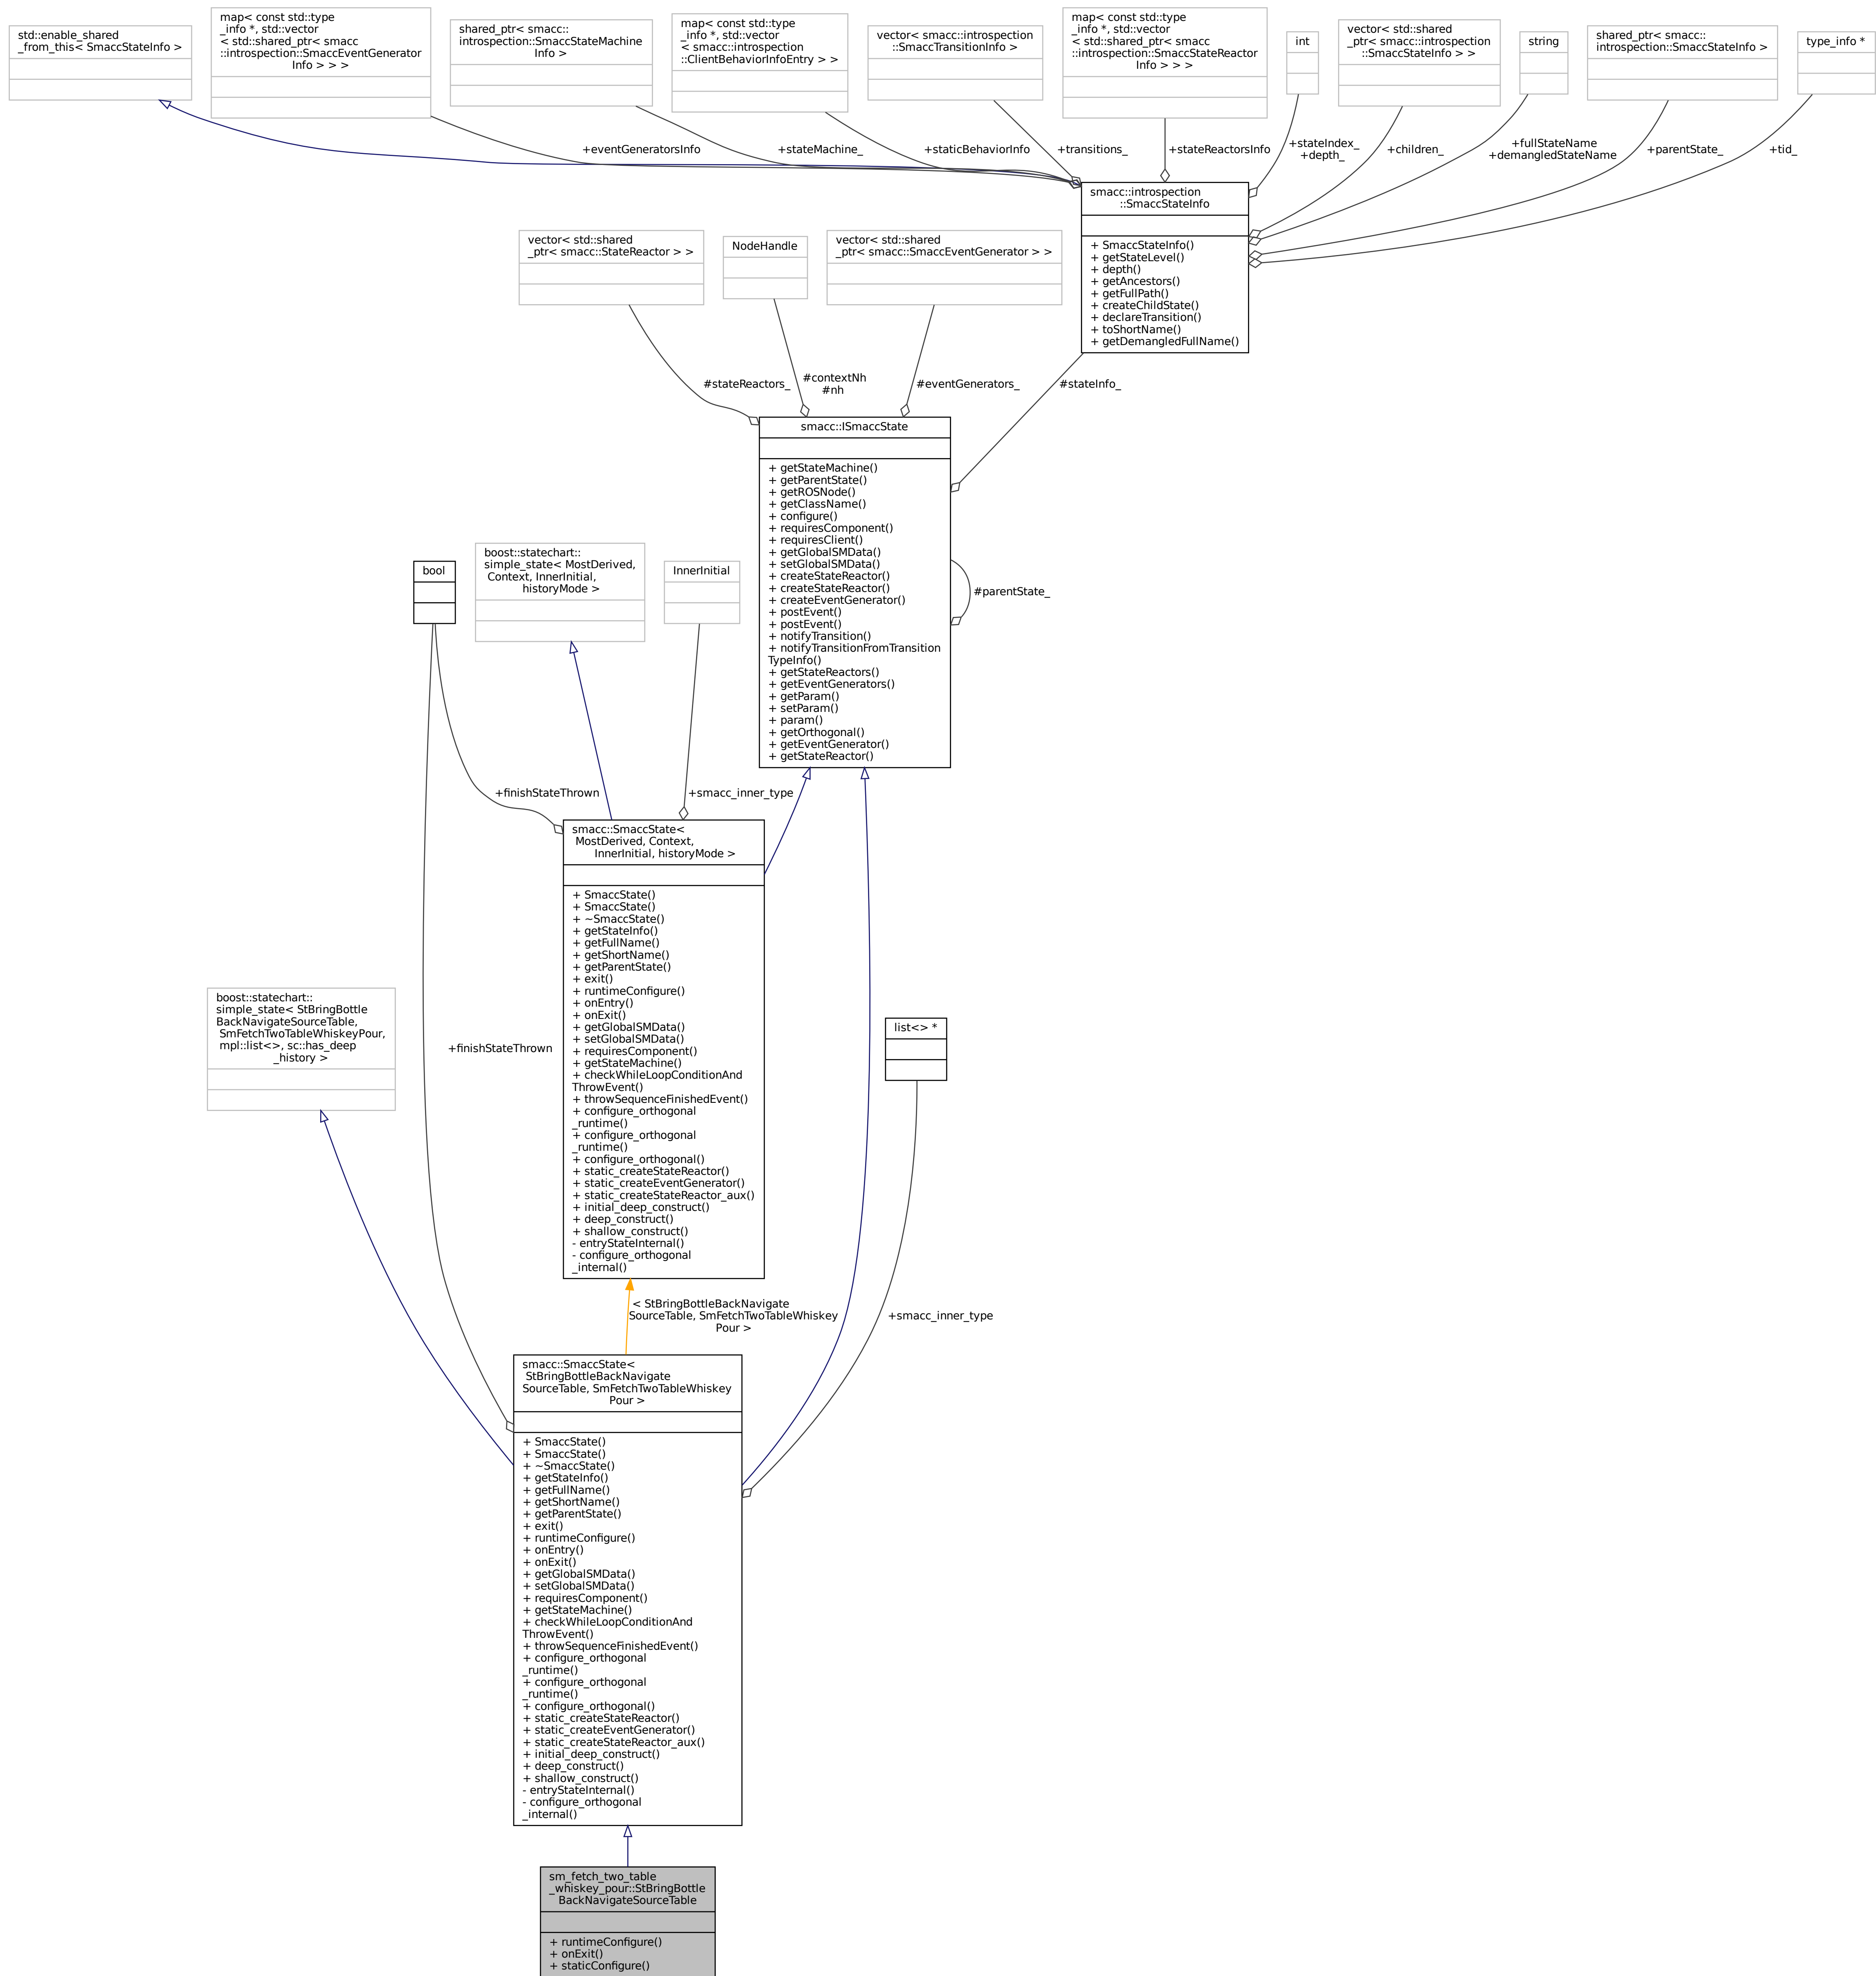 std::enable_shared
_from_this< SmaccStateInfo >
map< const std::type
_info *, std::vector
< std::shared_ptr< smacc
::introspection::SmaccEventGenerator
Info > > >
shared_ptr< smacc::
introspection::SmaccStateMachine
Info >
map< const std::type
_info *, std::vector
< smacc::introspection
::ClientBehaviorInfoEntry > >
vector< smacc::introspection
::SmaccTransitionInfo >
map< const std::type
_info *, std::vector
< std::shared_ptr< smacc
::introspection::SmaccStateReactor
Info > > >
int
vector< std::shared
_ptr< smacc::introspection
::SmaccStateInfo > >
string
shared_ptr< smacc::
introspection::SmaccStateInfo >
type_info *
+eventGeneratorsInfo
+stateMachine_
+staticBehaviorInfo
+transitions_
+stateReactorsInfo
+stateIndex_
+depth_
+children_
+fullStateName
+demangledStateName
+parentState_
+tid_
smacc::introspection
::SmaccStateInfo
+ SmaccStateInfo()
+ getStateLevel()
+ depth()
+ getAncestors()
+ getFullPath()
+ createChildState()
+ declareTransition()
+ toShortName()
+ getDemangledFullName()
vector< std::shared
_ptr< smacc::StateReactor > >
NodeHandle
vector< std::shared
_ptr< smacc::SmaccEventGenerator > >
#stateReactors_
#contextNh
#nh
#eventGenerators_
#stateInfo_
smacc::ISmaccState
+ getStateMachine()
+ getParentState()
+ getROSNode()
+ getClassName()
+ configure()
+ requiresComponent()
+ requiresClient()
+ getGlobalSMData()
+ setGlobalSMData()
+ createStateReactor()
+ createStateReactor()
+ createEventGenerator()
+ postEvent()
+ postEvent()
+ notifyTransition()
+ notifyTransitionFromTransition
TypeInfo()
+ getStateReactors()
+ getEventGenerators()
+ getParam()
+ setParam()
+ param()
+ getOrthogonal()
+ getEventGenerator()
+ getStateReactor()
#parentState_
bool
boost::statechart::
simple_state< MostDerived,
Context, InnerInitial,
historyMode >
InnerInitial
+finishStateThrown
+smacc_inner_type
smacc::SmaccState<
MostDerived, Context,
InnerInitial, historyMode >
+ SmaccState()
+ SmaccState()
+ ~SmaccState()
+ getStateInfo()
+ getFullName()
+ getShortName()
+ getParentState()
+ exit()
+ runtimeConfigure()
+ onEntry()
+ onExit()
+ getGlobalSMData()
+ setGlobalSMData()
+ requiresComponent()
+ getStateMachine()
+ checkWhileLoopConditionAnd
ThrowEvent()
+ throwSequenceFinishedEvent()
+ configure_orthogonal
_runtime()
+ configure_orthogonal
_runtime()
+ configure_orthogonal()
+ static_createStateReactor()
+ static_createEventGenerator()
+ static_createStateReactor_aux()
+ initial_deep_construct()
+ deep_construct()
+ shallow_construct()
- entryStateInternal()
- configure_orthogonal
_internal()
boost::statechart::
simple_state< StBringBottle
BackNavigateSourceTable,
SmFetchTwoTableWhiskeyPour,
mpl::list<>, sc::has_deep
_history >
+finishStateThrown
list<> *
< StBringBottleBackNavigate
SourceTable, SmFetchTwoTableWhiskey
Pour >
+smacc_inner_type
smacc::SmaccState<
StBringBottleBackNavigate
SourceTable, SmFetchTwoTableWhiskey
Pour >
+ SmaccState()
+ SmaccState()
+ ~SmaccState()
+ getStateInfo()
+ getFullName()
+ getShortName()
+ getParentState()
+ exit()
+ runtimeConfigure()
+ onEntry()
+ onExit()
+ getGlobalSMData()
+ setGlobalSMData()
+ requiresComponent()
+ getStateMachine()
+ checkWhileLoopConditionAnd
ThrowEvent()
+ throwSequenceFinishedEvent()
+ configure_orthogonal
_runtime()
+ configure_orthogonal
_runtime()
+ configure_orthogonal()
+ static_createStateReactor()
+ static_createEventGenerator()
+ static_createStateReactor_aux()
+ initial_deep_construct()
+ deep_construct()
+ shallow_construct()
- entryStateInternal()
- configure_orthogonal
_internal()
sm_fetch_two_table
_whiskey_pour::StBringBottle
BackNavigateSourceTable
+ runtimeConfigure()
+ onExit()
+ staticConfigure()